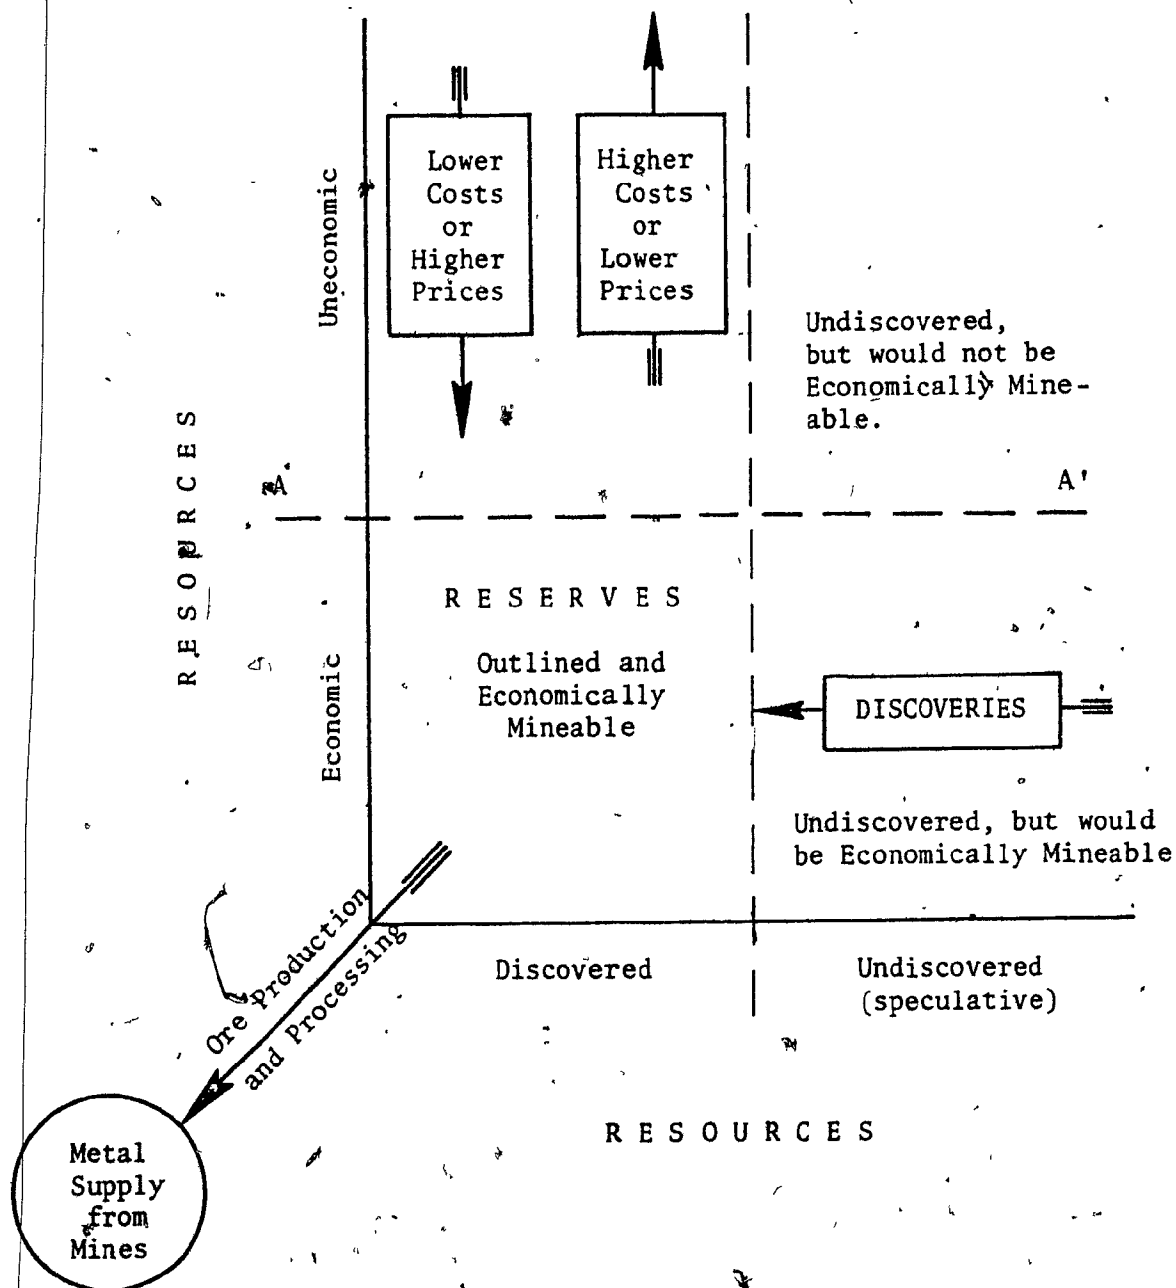 Lower
Costs
or
Higher
Prices
Higher
Costs
or
Lower
Prices
Uneconomic
Undiscovered,
but would not be
Economically Mine-
able.
RESOURCES
A
A'
RESERVES
Outlined and
Economically
Mineable
Economic
DISCOVERIES
Undiscovered, but would
be Economically Mineable
Ore Production
and Processing
Discovered
Undiscovered
(speculative)
RESOURCES
Metal
Supply
from
Mines